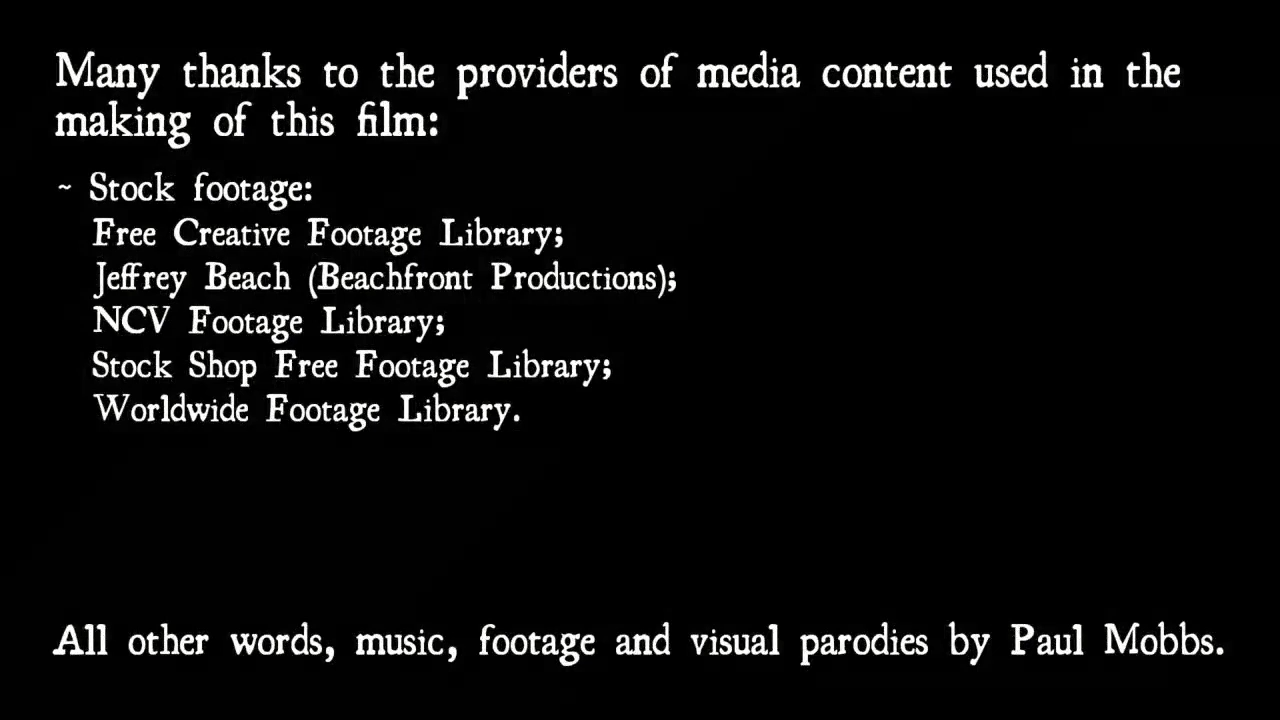 Many thanks to the providers of media content used in the
making of this film:
~ Stock footage:
Free Creative Footage Library;
Jeffrey Beach (Beachfront Productions);
NCV Footage Library;
Stock Shop Free Footage Library;
Worldwide Footage Library.
All other words, music, footage and visual parodies by Paul Mobbs.